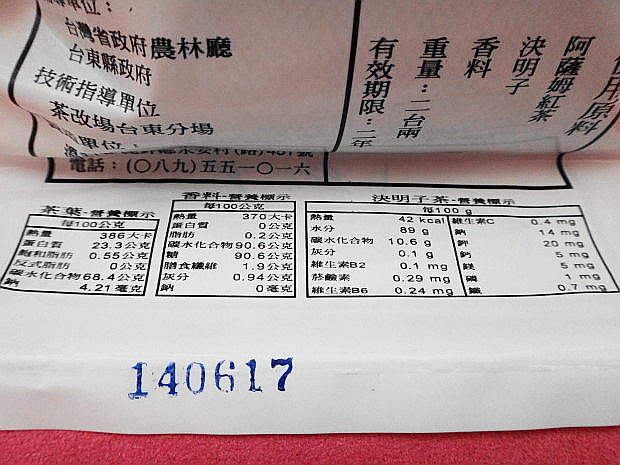 台灣省政府農林廳
台東縣政府
技術指導單位
茶改場台東分場
電話：(〇八九)五五一〇一六
使用原料
阿薩姆紅茶
決明子
香料
重量：二台兩
有效期限：二年
茶葉-營養標示
每100公克
熱量 386大卡
蛋白質 23.3公克
飽和脂肪 0.55公克
反式脂肪 0公克
碳水化合物68.4公克
鈉 4.21毫克
香料-營養標示
每100公克
熱量 370大卡
蛋白質 0公克
脂肪 0.2公克
碳水化合物90.6公克
糖 90.6公克
膳食纖維 1.9公克
灰分 0.94公克
鈉 0毫克
決明子茶-營養標示
每100 g
熱量 42 kcal 維生素C 0.4 mg
水分 89 g 鈉 14 mg
碳水化合物 10.6 g 鉀 20 mg
灰分 0.1 g 鈣 5 mg
維生素B2 0.1 mg 鎂 5 mg
菸鹼素 0.29 mg 磷 1 mg
維生素B6 0.24 mg 鐵 0.7 mg
140617